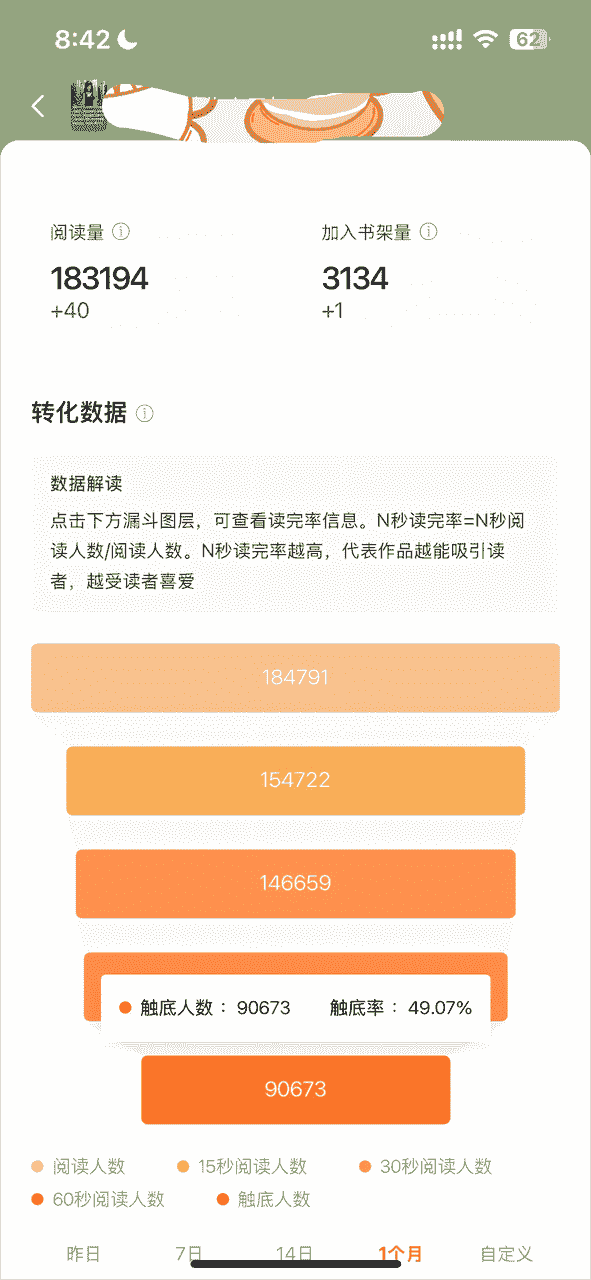 8:42
62
阅读量
加入书架量
183194
3134
+40
+1
转化数据
数据解读
点击下方漏斗图层，可查看读完率信息。N秒读完率=N秒阅
读人数/阅读人数。N秒读完率越高，代表作品越能吸引读
者，越受读者喜爱
184791
154722
146659
触底人数： 90673 触底率： 49.07%
90673
阅读人数 15秒阅读人数 30秒阅读人数
60秒阅读人数 触底人数
昨日 7日 14日 1个月 自定义